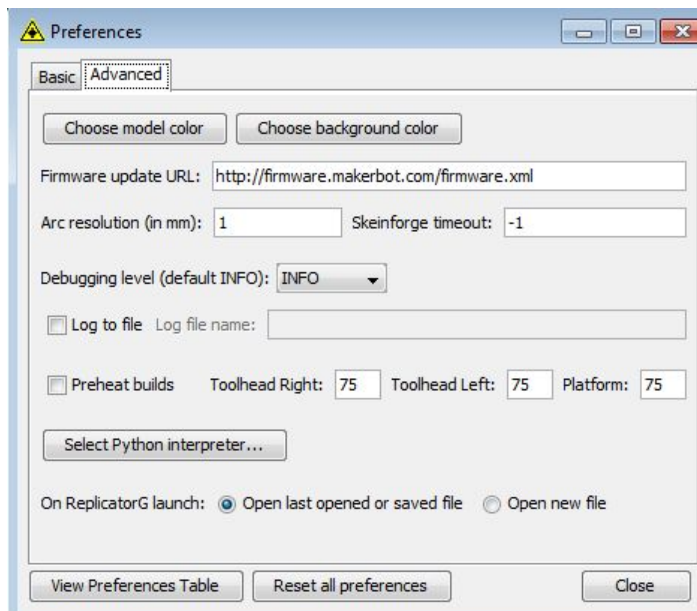 Preferences
Basic Advanced
Choose model color Choose background color
Firmware update URL: http://firmware.makerbot.com/firmware.xml
Arc resolution (in mm): 1 Skeinforge timeout: -1
Debugging level (default INFO): INFO
Log to file Log file name:
Preheat builds Toolhead Right: 75 Toolhead Left: 75 Platform: 75
Select Python interpreter...
On ReplicatorG launch: Open last opened or saved file Open new file
View Preferences Table Reset all preferences Close